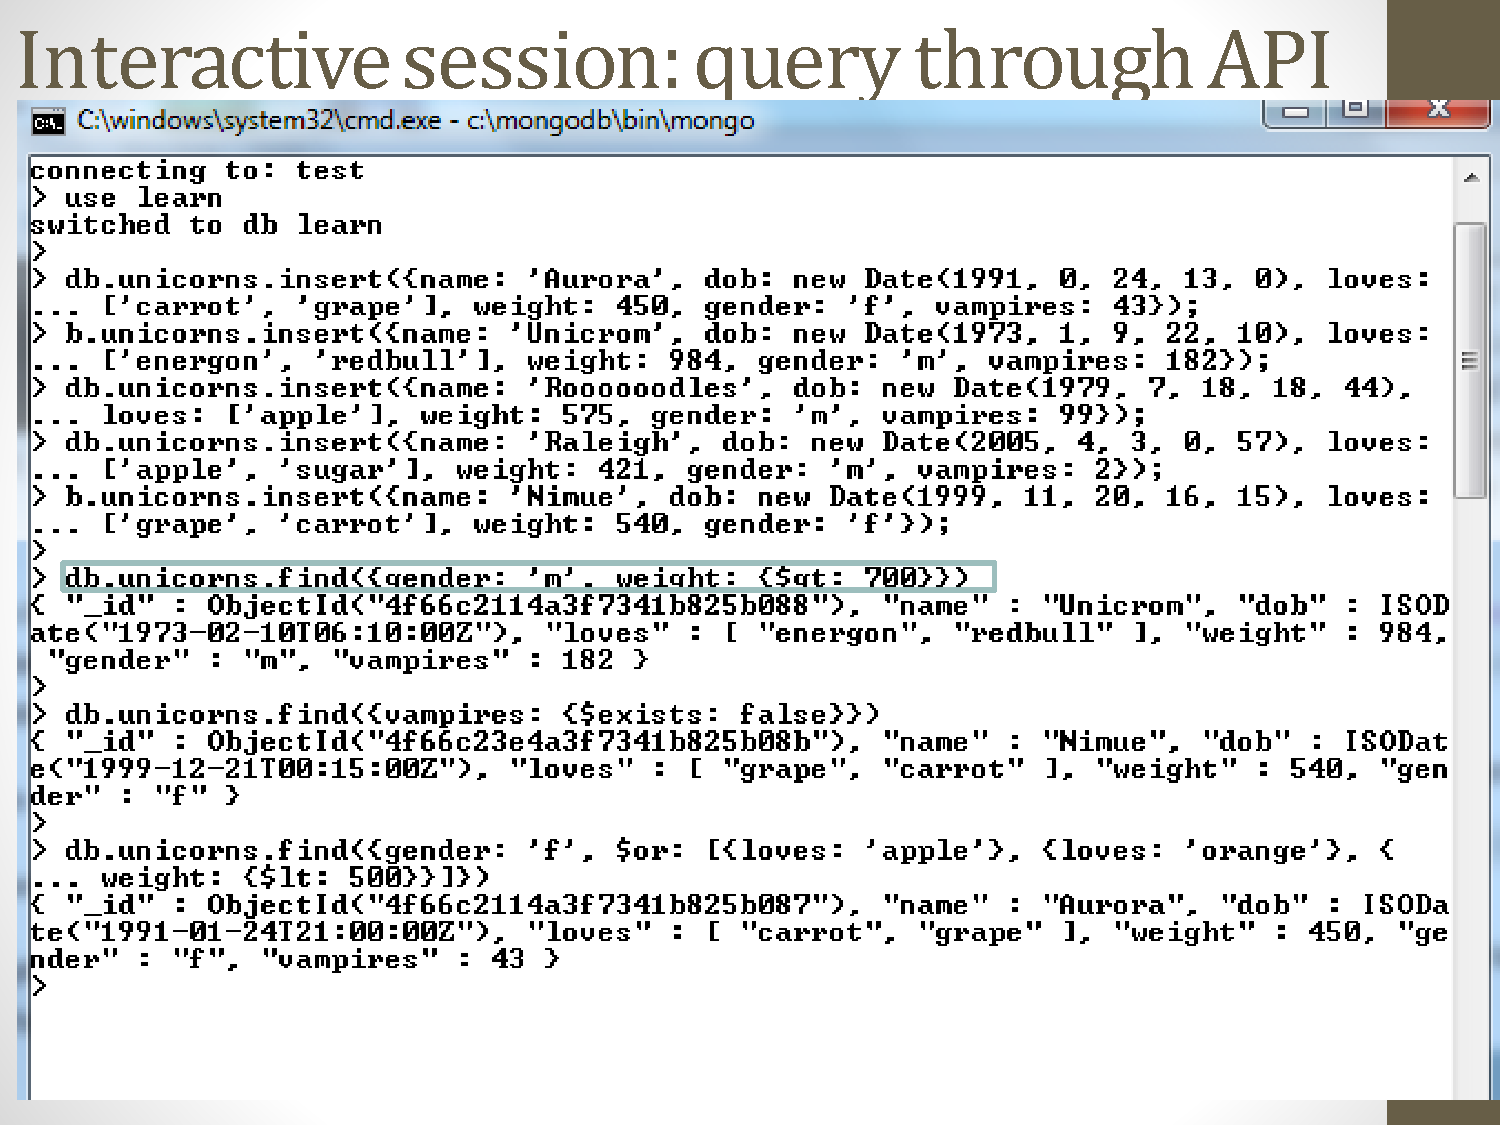 Interactive session: query through API
C:\windows\system32\cmd.exe - c:\mongodb\bin\mongo
connecting to: test
> use learn
switched to db learn
>
> db.unicorns.insert({name: 'Aurora', dob: new Date(1991, 0, 24, 13, 0), loves:
... ['carrot', 'grape'], weight: 450, gender: 'f', vampires: 43});
> b.unicorns.insert({name: 'Unicrom', dob: new Date(1973, 1, 9, 22, 10), loves:
... ['energon', 'redbull'], weight: 984, gender: 'm', vampires: 182});
> db.unicorns.insert({name: 'Roooooodles', dob: new Date(1979, 7, 18, 18, 44),
... loves: ['apple'], weight: 575, gender: 'm', vampires: 99});
> db.unicorns.insert({name: 'Raleigh', dob: new Date(2005, 4, 3, 0, 57), loves:
... ['apple', 'sugar'], weight: 421, gender: 'm', vampires: 2});
> b.unicorns.insert({name: 'Nimue', dob: new Date(1999, 11, 20, 16, 15), loves:
... ['grape', 'carrot'], weight: 540, gender: 'f'});
>
> db.unicorns.find({gender: 'm', weight: {$gt: 700}})
{ "_id" : ObjectId("4f66c2114a3f7341b825b088"), "name" : "Unicrom", "dob" : ISOD
ate("1973-02-10T06:10:00Z"), "loves" : [ "energon", "redbull" ], "weight" : 984,
"gender" : "m", "vampires" : 182 }
>
> db.unicorns.find({vampires: {$exists: false}})
{ "_id" : ObjectId("4f66c23e4a3f7341b825b08b"), "name" : "Nimue", "dob" : ISODat
e("1999-12-21T00:15:00Z"), "loves" : [ "grape", "carrot" ], "weight" : 540, "gen
der" : "f" }
>
> db.unicorns.find({gender: 'f', $or: [{loves: 'apple'}, {loves: 'orange'}, {
... weight: {$lt: 500}}]})
{ "_id" : ObjectId("4f66c2114a3f7341b825b087"), "name" : "Aurora", "dob" : ISODa
te("1991-01-24T21:00:00Z"), "loves" : [ "carrot", "grape" ], "weight" : 450, "ge
nder" : "f", "vampires" : 43 }
>